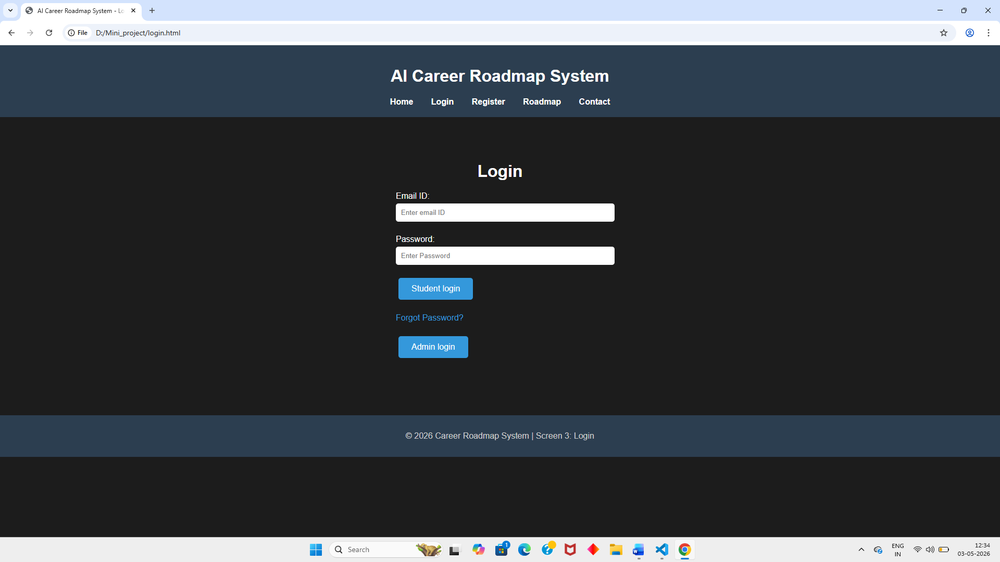 AI Career Roadmap System - Lo
File D:/Mini_project/login.html
AI Career Roadmap System
Home Login Register Roadmap Contact
Login
Email ID:
Enter email ID
Password:
Enter Password
Student login
Forgot Password?
Admin login
© 2026 Career Roadmap System | Screen 3: Login
Search
1
ENG
IN
12:34
03-05-2026